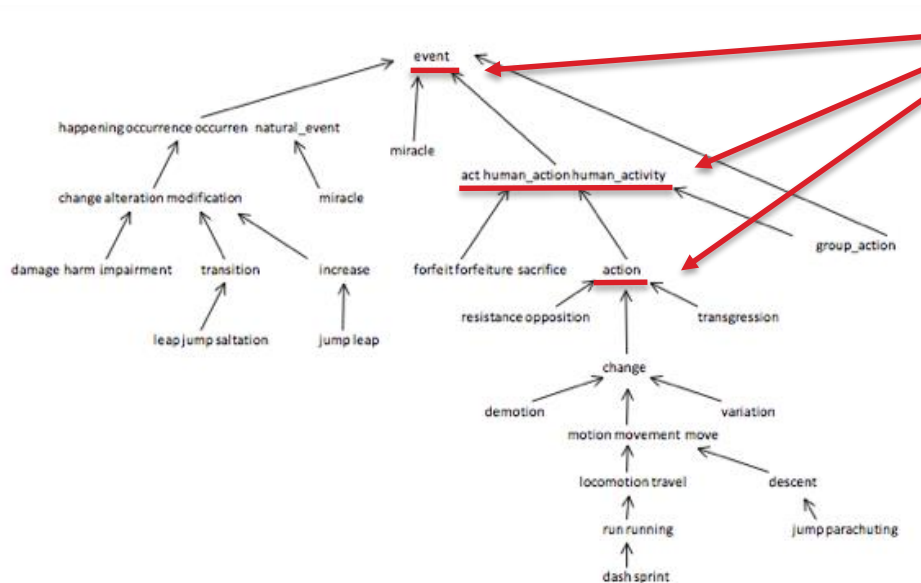 event
happening occurrence occurren natural_event
miracle
act human_action human_activity
change alteration modification
miracle
group_action
damage harm impairment
transition
increase
forfeit forfeiture sacrifice
action
resistance opposition
transgression
leap jump saltation
jump leap
change
demotion
variation
motion movement move
locomotion travel
descent
run running
jump parachuting
dash sprint